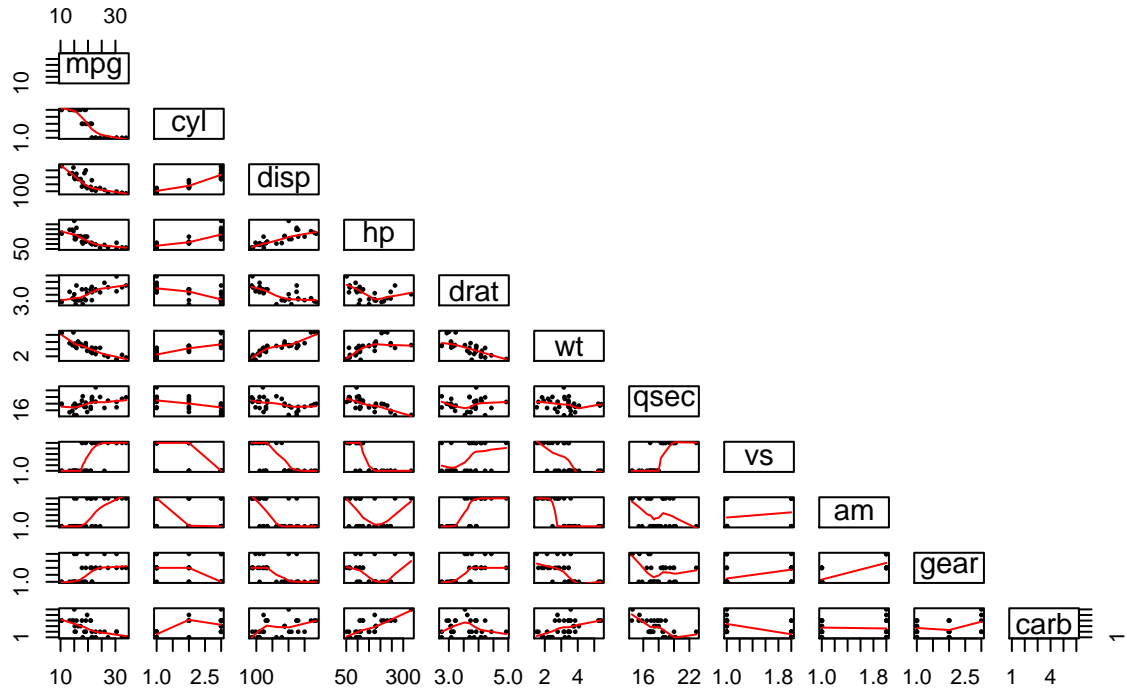 10 30
10 mpg
1.0 cyl
100 disp
50 hp
3.0 drat
2 wt
16 qsec
1.0 vs
1.0 am
1.0 gear
1 carb 1
10 30 1.0 2.5 100 50 300 3.0 5.0 2 4 16 22 1.0 1.8 1.0 1.8 1.0 2.5 1 4